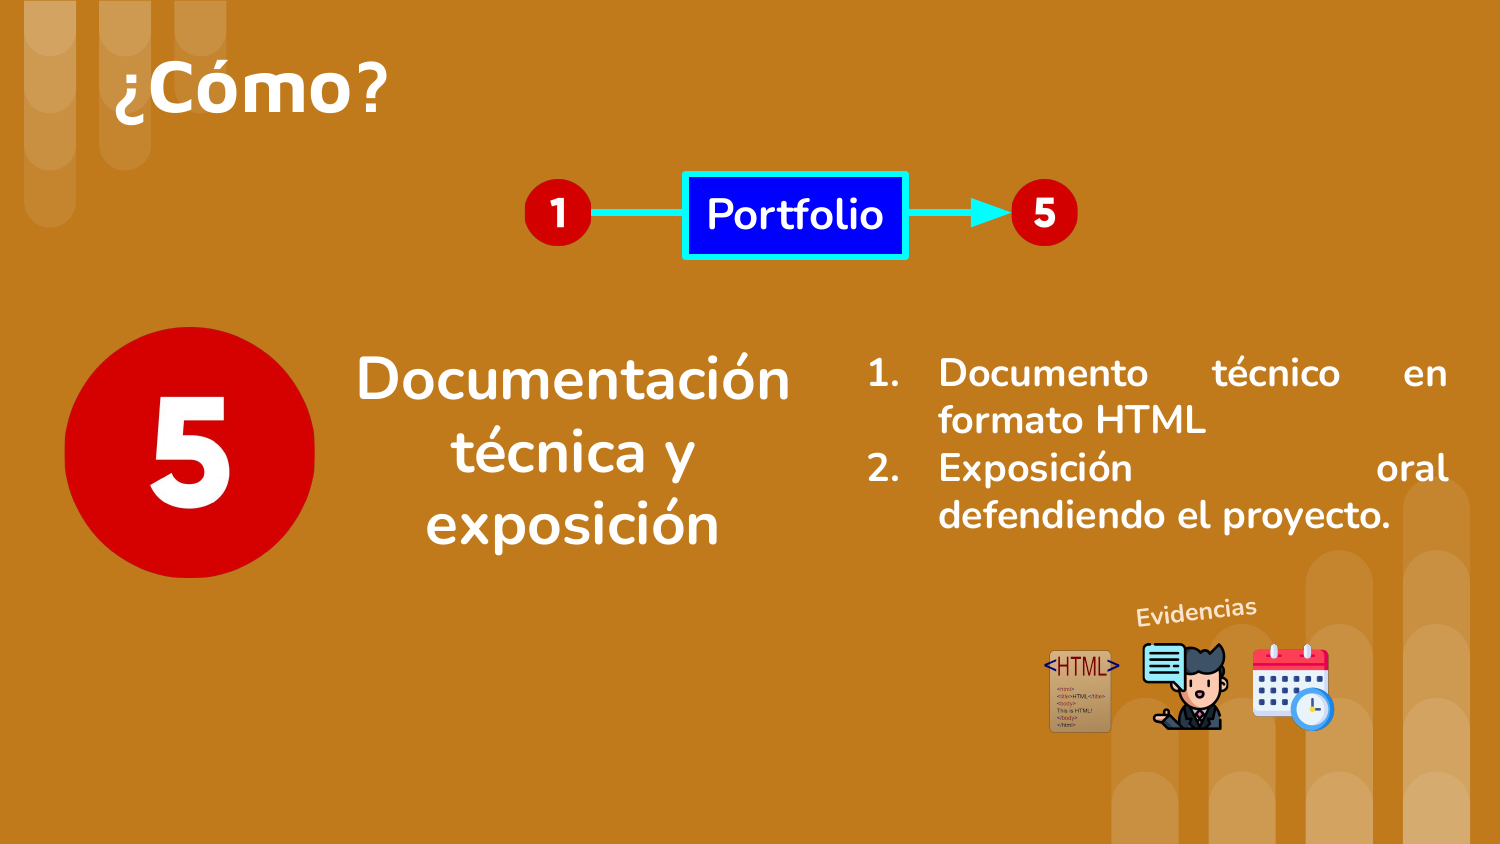 ¿Cómo?
1
Portfolio
5
5
Documentación
técnica y
exposición
1. Documento técnico en
formato HTML
2. Exposición oral
defendiendo el proyecto.
Evidencias
<HTML>
<html>
<title>HTML</title>
<body>
This is HTML!
</body>
</html>